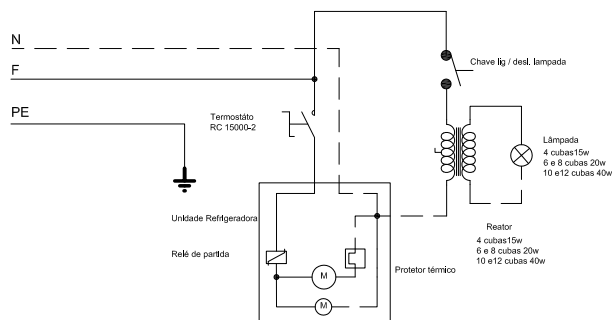 N
F
PE
Chave lig / desl. lampada
Termostáto
RC 15000-2
Lâmpada
4 cubas15w
6 e 8 cubas 20w
10 e12 cubas 40w
Unidade Refrigeradora
Reator
4 cubas15w
6 e 8 cubas 20w
10 e12 cubas 40w
Relé de partida
Protetor térmico
M
M